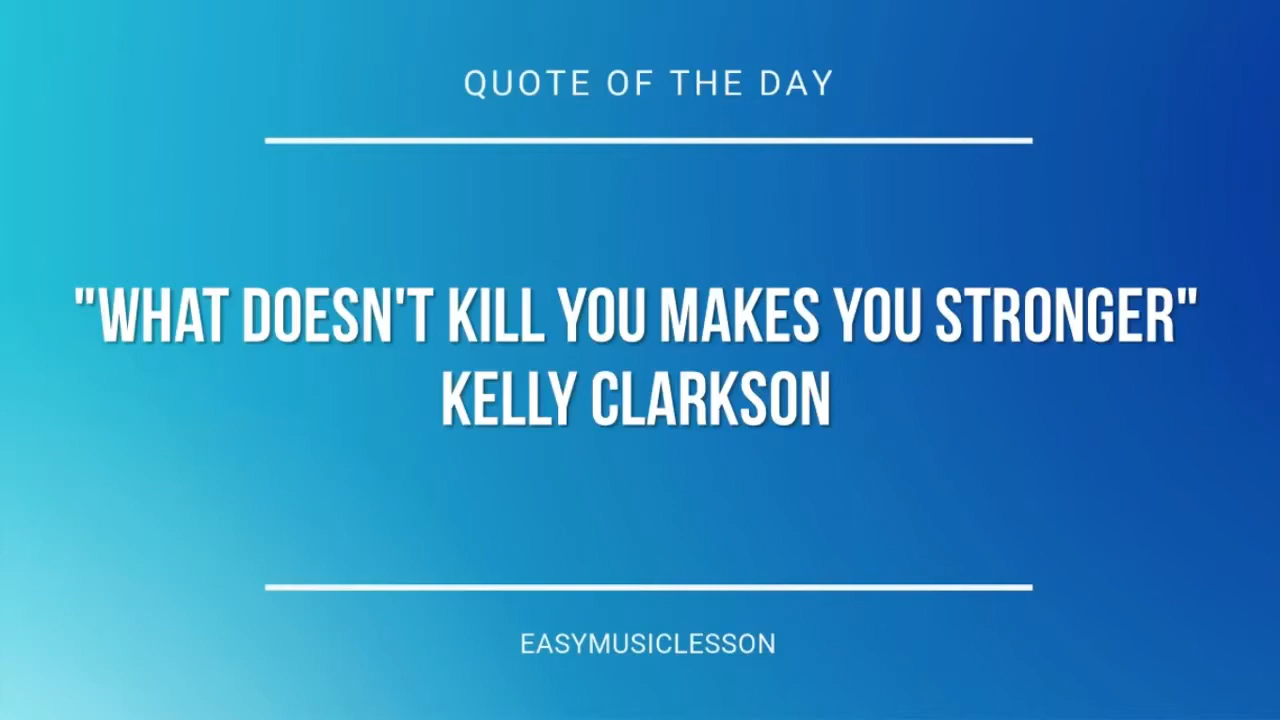 QUOTE OF THE DAY
"WHAT DOESN'T KILL YOU MAKES YOU STRONGER"
KELLY CLARKSON
EASYMUSICLESSON